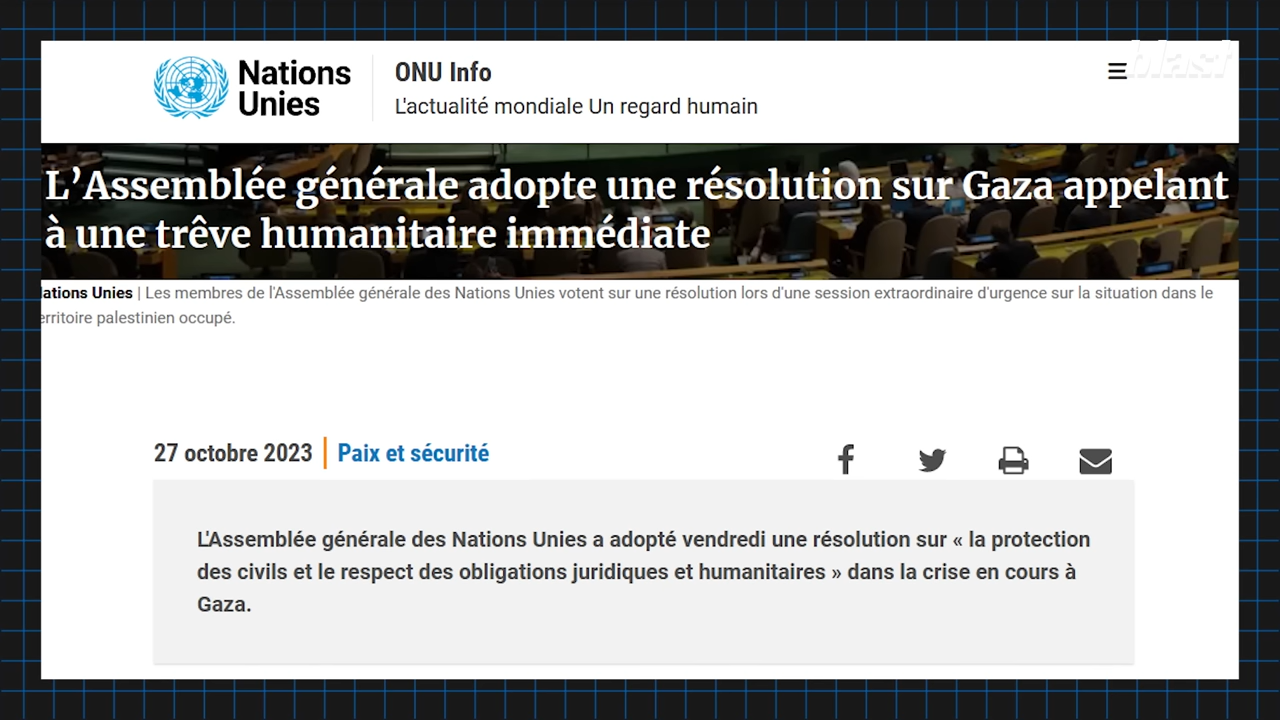 blast
Nations
Unies
ONU Info
L'actualité mondiale Un regard humain
L’Assemblée générale adopte une résolution sur Gaza appelant
à une trêve humanitaire immédiate
ations Unies | Les membres de l'Assemblée générale des Nations Unies votent sur une résolution lors d'une session extraordinaire d'urgence sur la situation dans le
erritoire palestinien occupé.
27 octobre 2023 | Paix et sécurité
L'Assemblée générale des Nations Unies a adopté vendredi une résolution sur « la protection
des civils et le respect des obligations juridiques et humanitaires » dans la crise en cours à
Gaza.